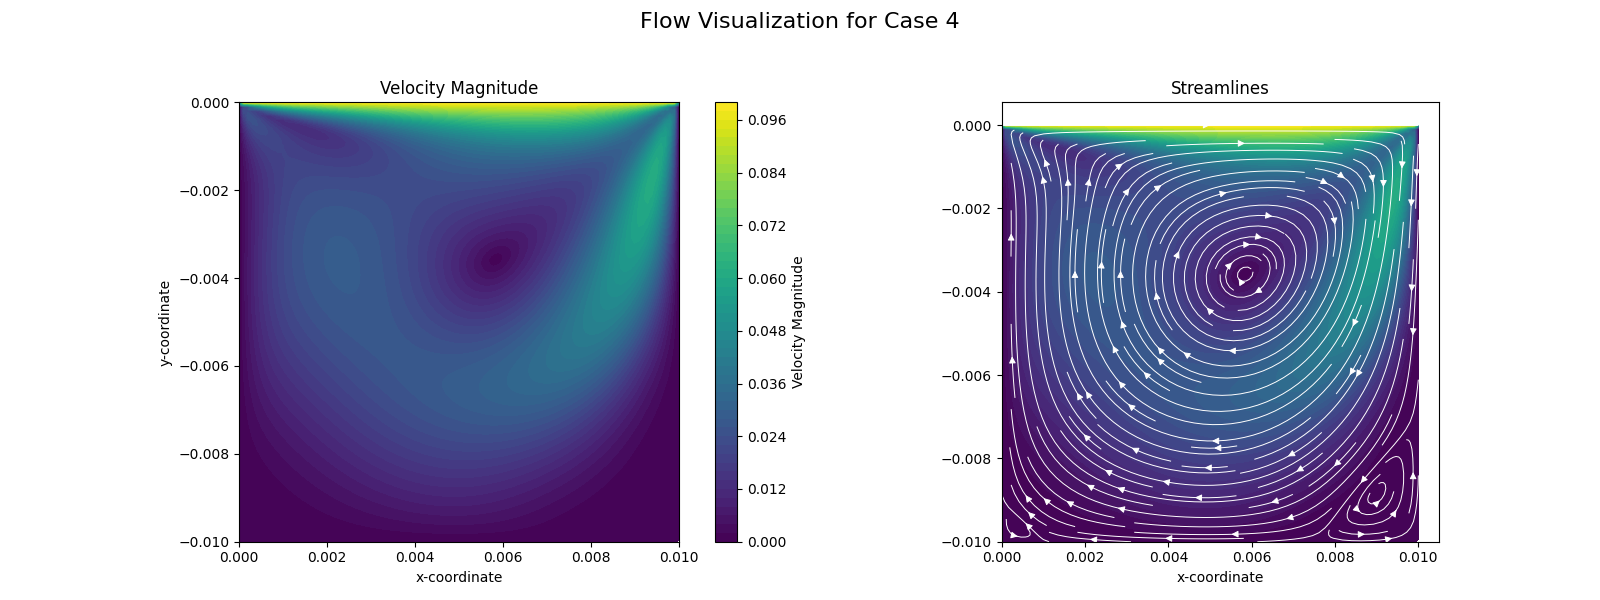 Flow Visualization for Case 4
Velocity Magnitude
y-coordinate
0.000
−0.002
−0.004
−0.006
−0.008
−0.010
0.000 0.002 0.004 0.006 0.008 0.010
x-coordinate
0.096
0.084
0.072
0.060
0.048
0.036
0.024
0.012
0.000
Velocity Magnitude
Streamlines
0.000
−0.002
−0.004
−0.006
−0.008
−0.010
0.000 0.002 0.004 0.006 0.008 0.010
x-coordinate